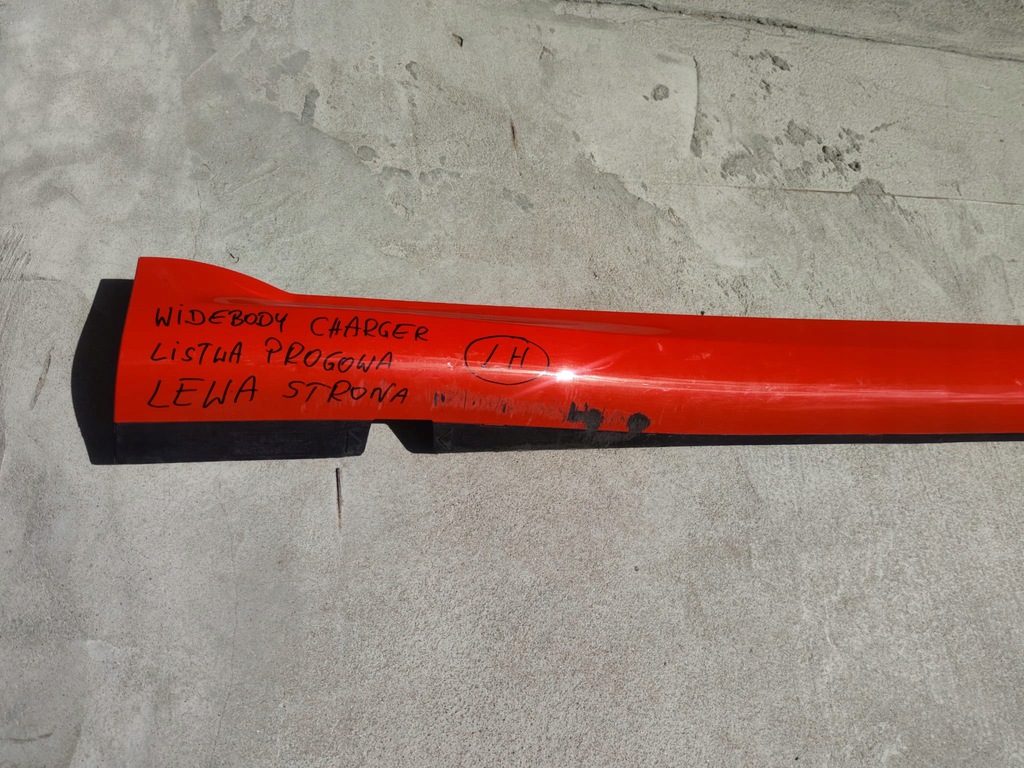 WiDEBODY CHARGER
LiSTWA PROGOWA
LEWA STRONA
LH